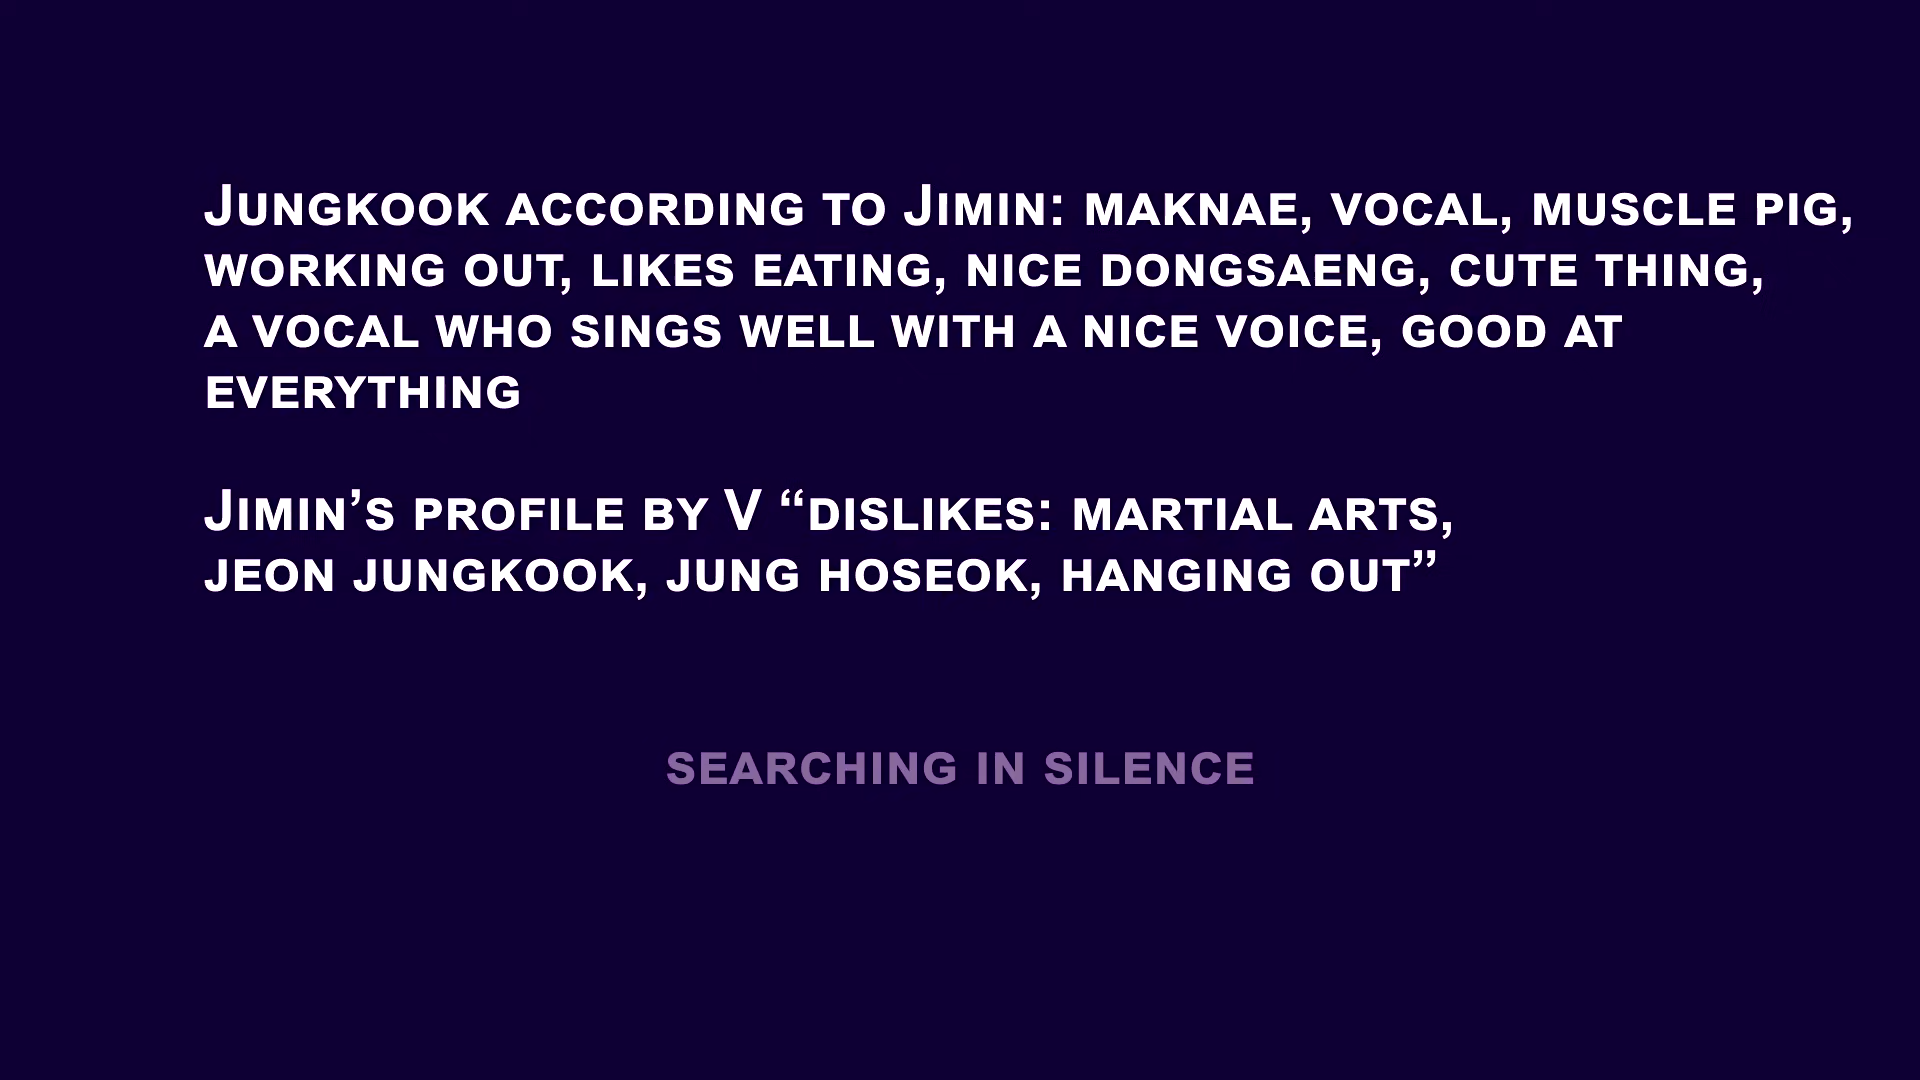 Jungkook according to Jimin: maknae, vocal, muscle pig,
working out, likes eating, nice dongsaeng, cute thing,
a vocal who sings well with a nice voice, good at
everything
Jimin’s profile by V “dislikes: martial arts,
jeon jungkook, jung hoseok, hanging out”
searching in silence